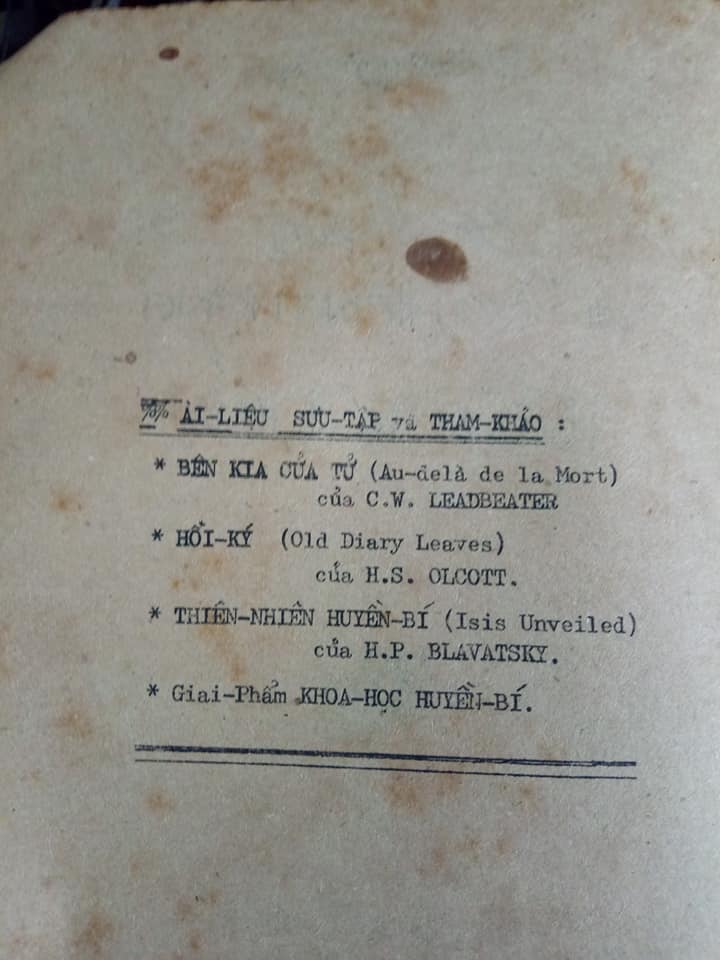 ÀI-LIỆU SƯU-TẬP và THAM-KHẢO :
* BÊN KIA CỬA TỬ (Au-delà de la Mort)
của C.W. LEADBEATER
* HỒI-KÝ (Old Diary Leaves)
của H.S. OLCOTT.
* THIÊN-NHIÊN HUYỀN-BÍ (Isis Unveiled)
của H.P. BLAVATSKY.
* Giai-Phẩm KHOA-HỌC HUYỀN-BÍ.